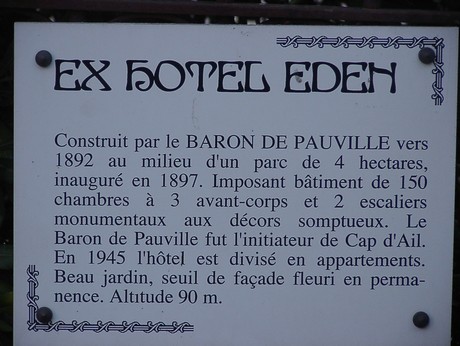 EX HOTEL EDEN
Construit par le BARON DE PAUVILLE vers
1892 au milieu d'un parc de 4 hectares,
inauguré en 1897. Imposant bâtiment de 150
chambres à 3 avant-corps et 2 escaliers
monumentaux aux décors somptueux. Le
Baron de Pauville fut l'initiateur de Cap d'Ail.
En 1945 l'hôtel est divisé en appartements.
Beau jardin, seuil de façade fleuri en perma-
nence. Altitude 90 m.